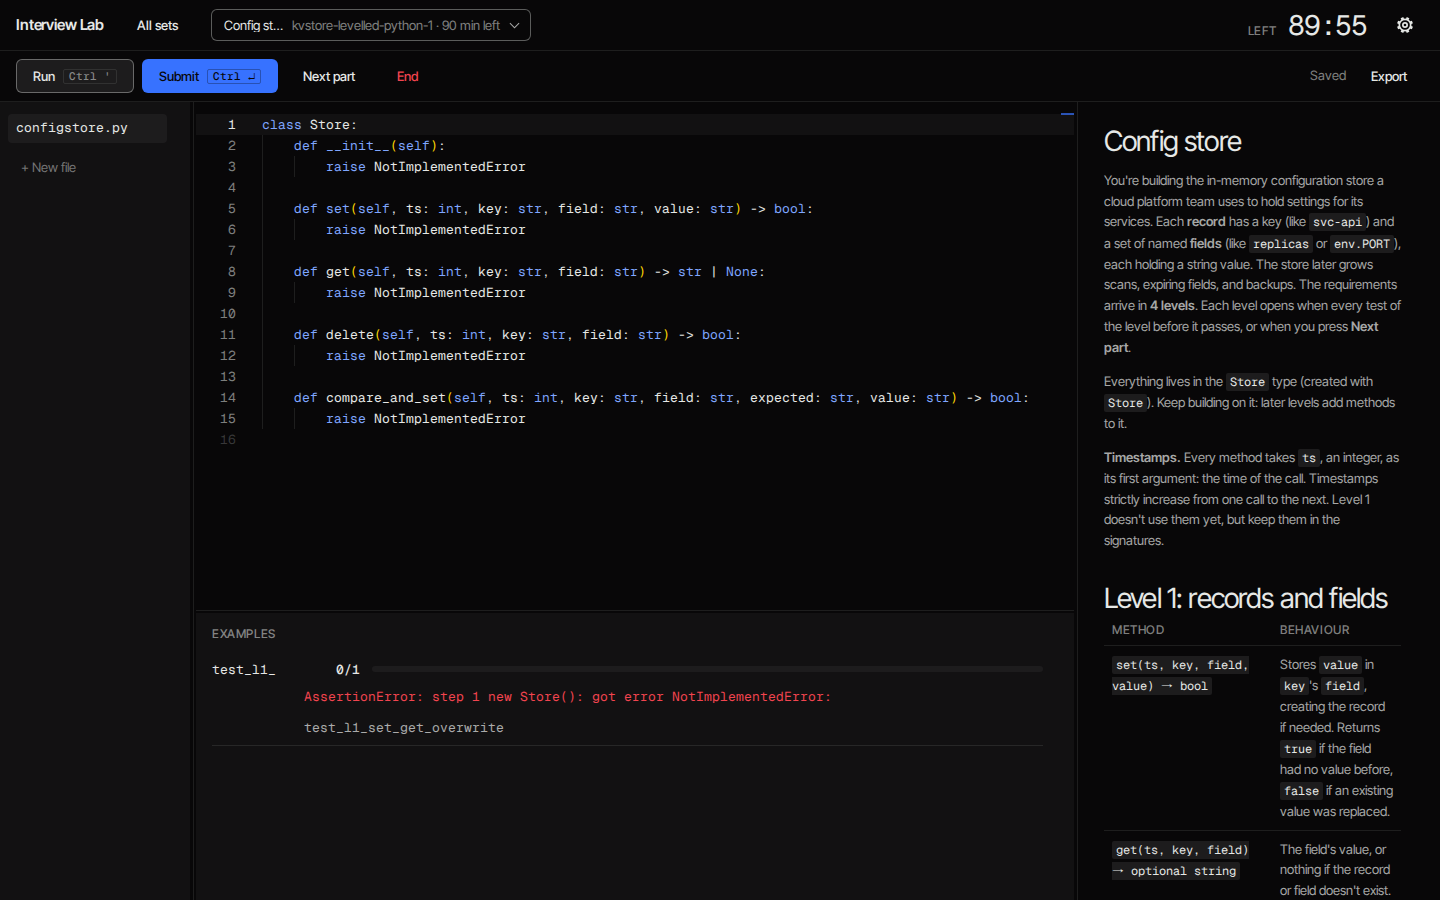 Interview Lab
All sets
Config st... kvstore-levelled-python-1 · 90 min left
LEFT 89:55
Run Ctrl '
Submit Ctrl ↵
Next part
End
Saved
Export
configstore.py
+ New file
1 class Store:
2 def __init__(self):
3 raise NotImplementedError
4
5 def set(self, ts: int, key: str, field: str, value: str) -> bool:
6 raise NotImplementedError
7
8 def get(self, ts: int, key: str, field: str) -> str | None:
9 raise NotImplementedError
10
11 def delete(self, ts: int, key: str, field: str) -> bool:
12 raise NotImplementedError
13
14 def compare_and_set(self, ts: int, key: str, field: str, expected: str, value: str) -> bool:
15 raise NotImplementedError
16
EXAMPLES
test_l1_ 0/1
AssertionError: step 1 new Store(): got error NotImplementedError:
test_l1_set_get_overwrite
Config store
You're building the in-memory configuration store a
cloud platform team uses to hold settings for its
services. Each record has a key (like svc-api) and
a set of named fields (like replicas or env.PORT),
each holding a string value. The store later grows
scans, expiring fields, and backups. The requirements
arrive in 4 levels. Each level opens when every test of
the level before it passes, or when you press Next
part.
Everything lives in the Store type (created with
Store). Keep building on it: later levels add methods
to it.
Timestamps. Every method takes ts, an integer, as
its first argument: the time of the call. Timestamps
strictly increase from one call to the next. Level 1
doesn't use them yet, but keep them in the
signatures.
Level 1: records and fields
METHOD BEHAVIOUR
set(ts, key, field,
value) → bool
Stores value in
key's field,
creating the record
if needed. Returns
true if the field
had no value before,
false if an existing
value was replaced.
get(ts, key, field)
→ optional string
The field's value, or
nothing if the record
or field doesn't exist.